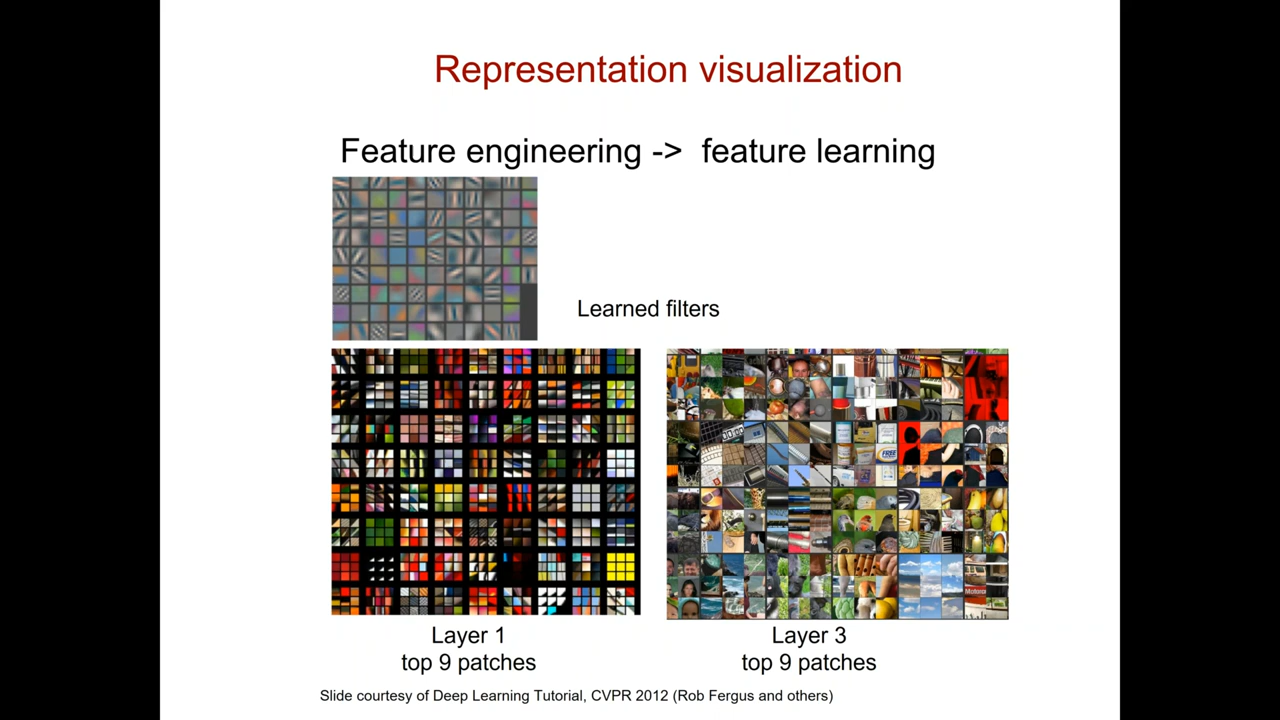 Representation visualization
Feature engineering -> feature learning
Learned filters
FREE
Layer 1
top 9 patches
Layer 3
top 9 patches
Slide courtesy of Deep Learning Tutorial, CVPR 2012 (Rob Fergus and others)